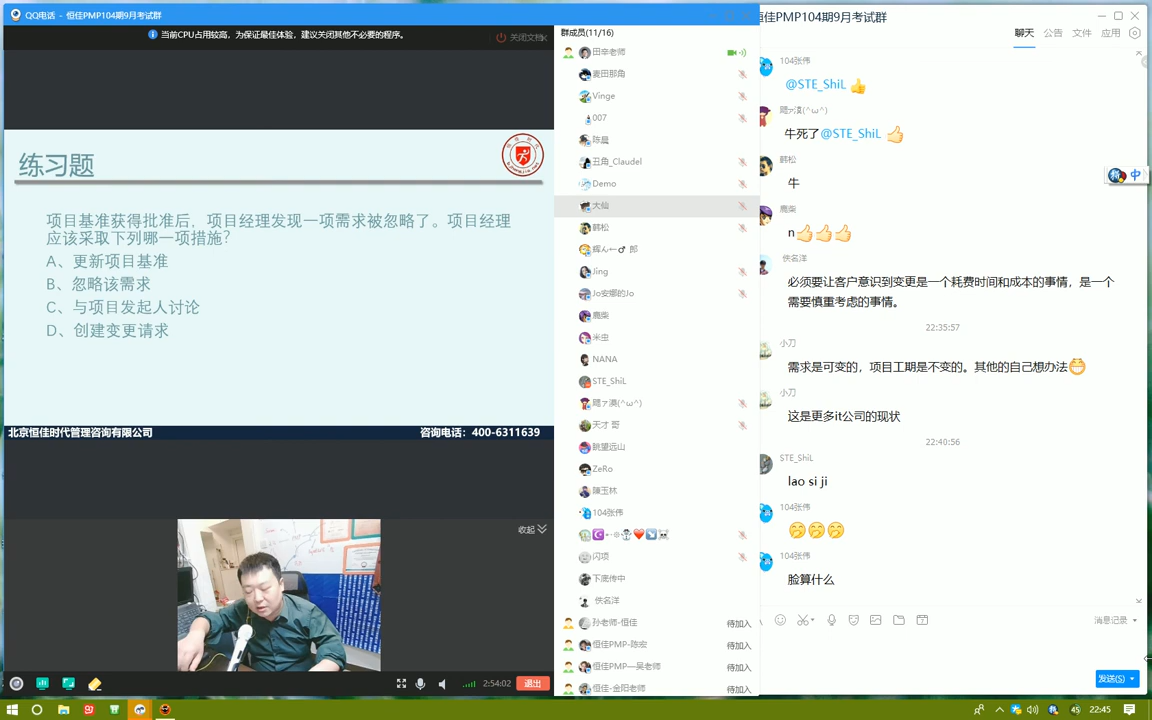 QQ电话 - 恒佳PMP104期9月考试群
当前CPU占用较高，为保证最佳体验，建议关闭其他不必要的程序。
关闭文档
练习题
项目基准获得批准后，项目经理发现一项需求被忽略了。项目经理
应该采取下列哪一项措施？
A、更新项目基准
B、忽略该需求
C、与项目发起人讨论
D、创建变更请求
北京恒佳时代管理咨询有限公司
咨询电话：400-6311639
收起
2:54:02
退出
群成员(11/16)
田辛老师
麦田那角
Vinge
007
陈晨
丑角_Claudel
Demo
大仙
韩松
Jing
Jo安娜的Jo
鹿柴
米虫
NANA
STE_ShiL
天才 哥
眺望远山
ZeRo
陳玉林
104张伟
闪项
下底传中
佚名洋
孙老师-恒佳
待加入
恒佳PMP-陈宏
待加入
恒佳PMP—吴老师
待加入
恒佳-金阳老师
待加入
佳PMP104期9月考试群
聊天
公告
文件
应用
104张伟
@STE_ShiL
牛死了@STE_ShiL
韩松
牛
鹿柴
n
佚名洋
必须要让客户意识到变更是一个耗费时间和成本的事情，是一个
需要慎重考虑的事情。
22:35:57
小刀
需求是可变的，项目工期是不变的。其他的自己想办法
小刀
这是更多it公司的现状
22:40:56
STE_ShiL
lao si ji
104张伟
104张伟
脸算什么
消息记录
发送(S)
中
45
22:45